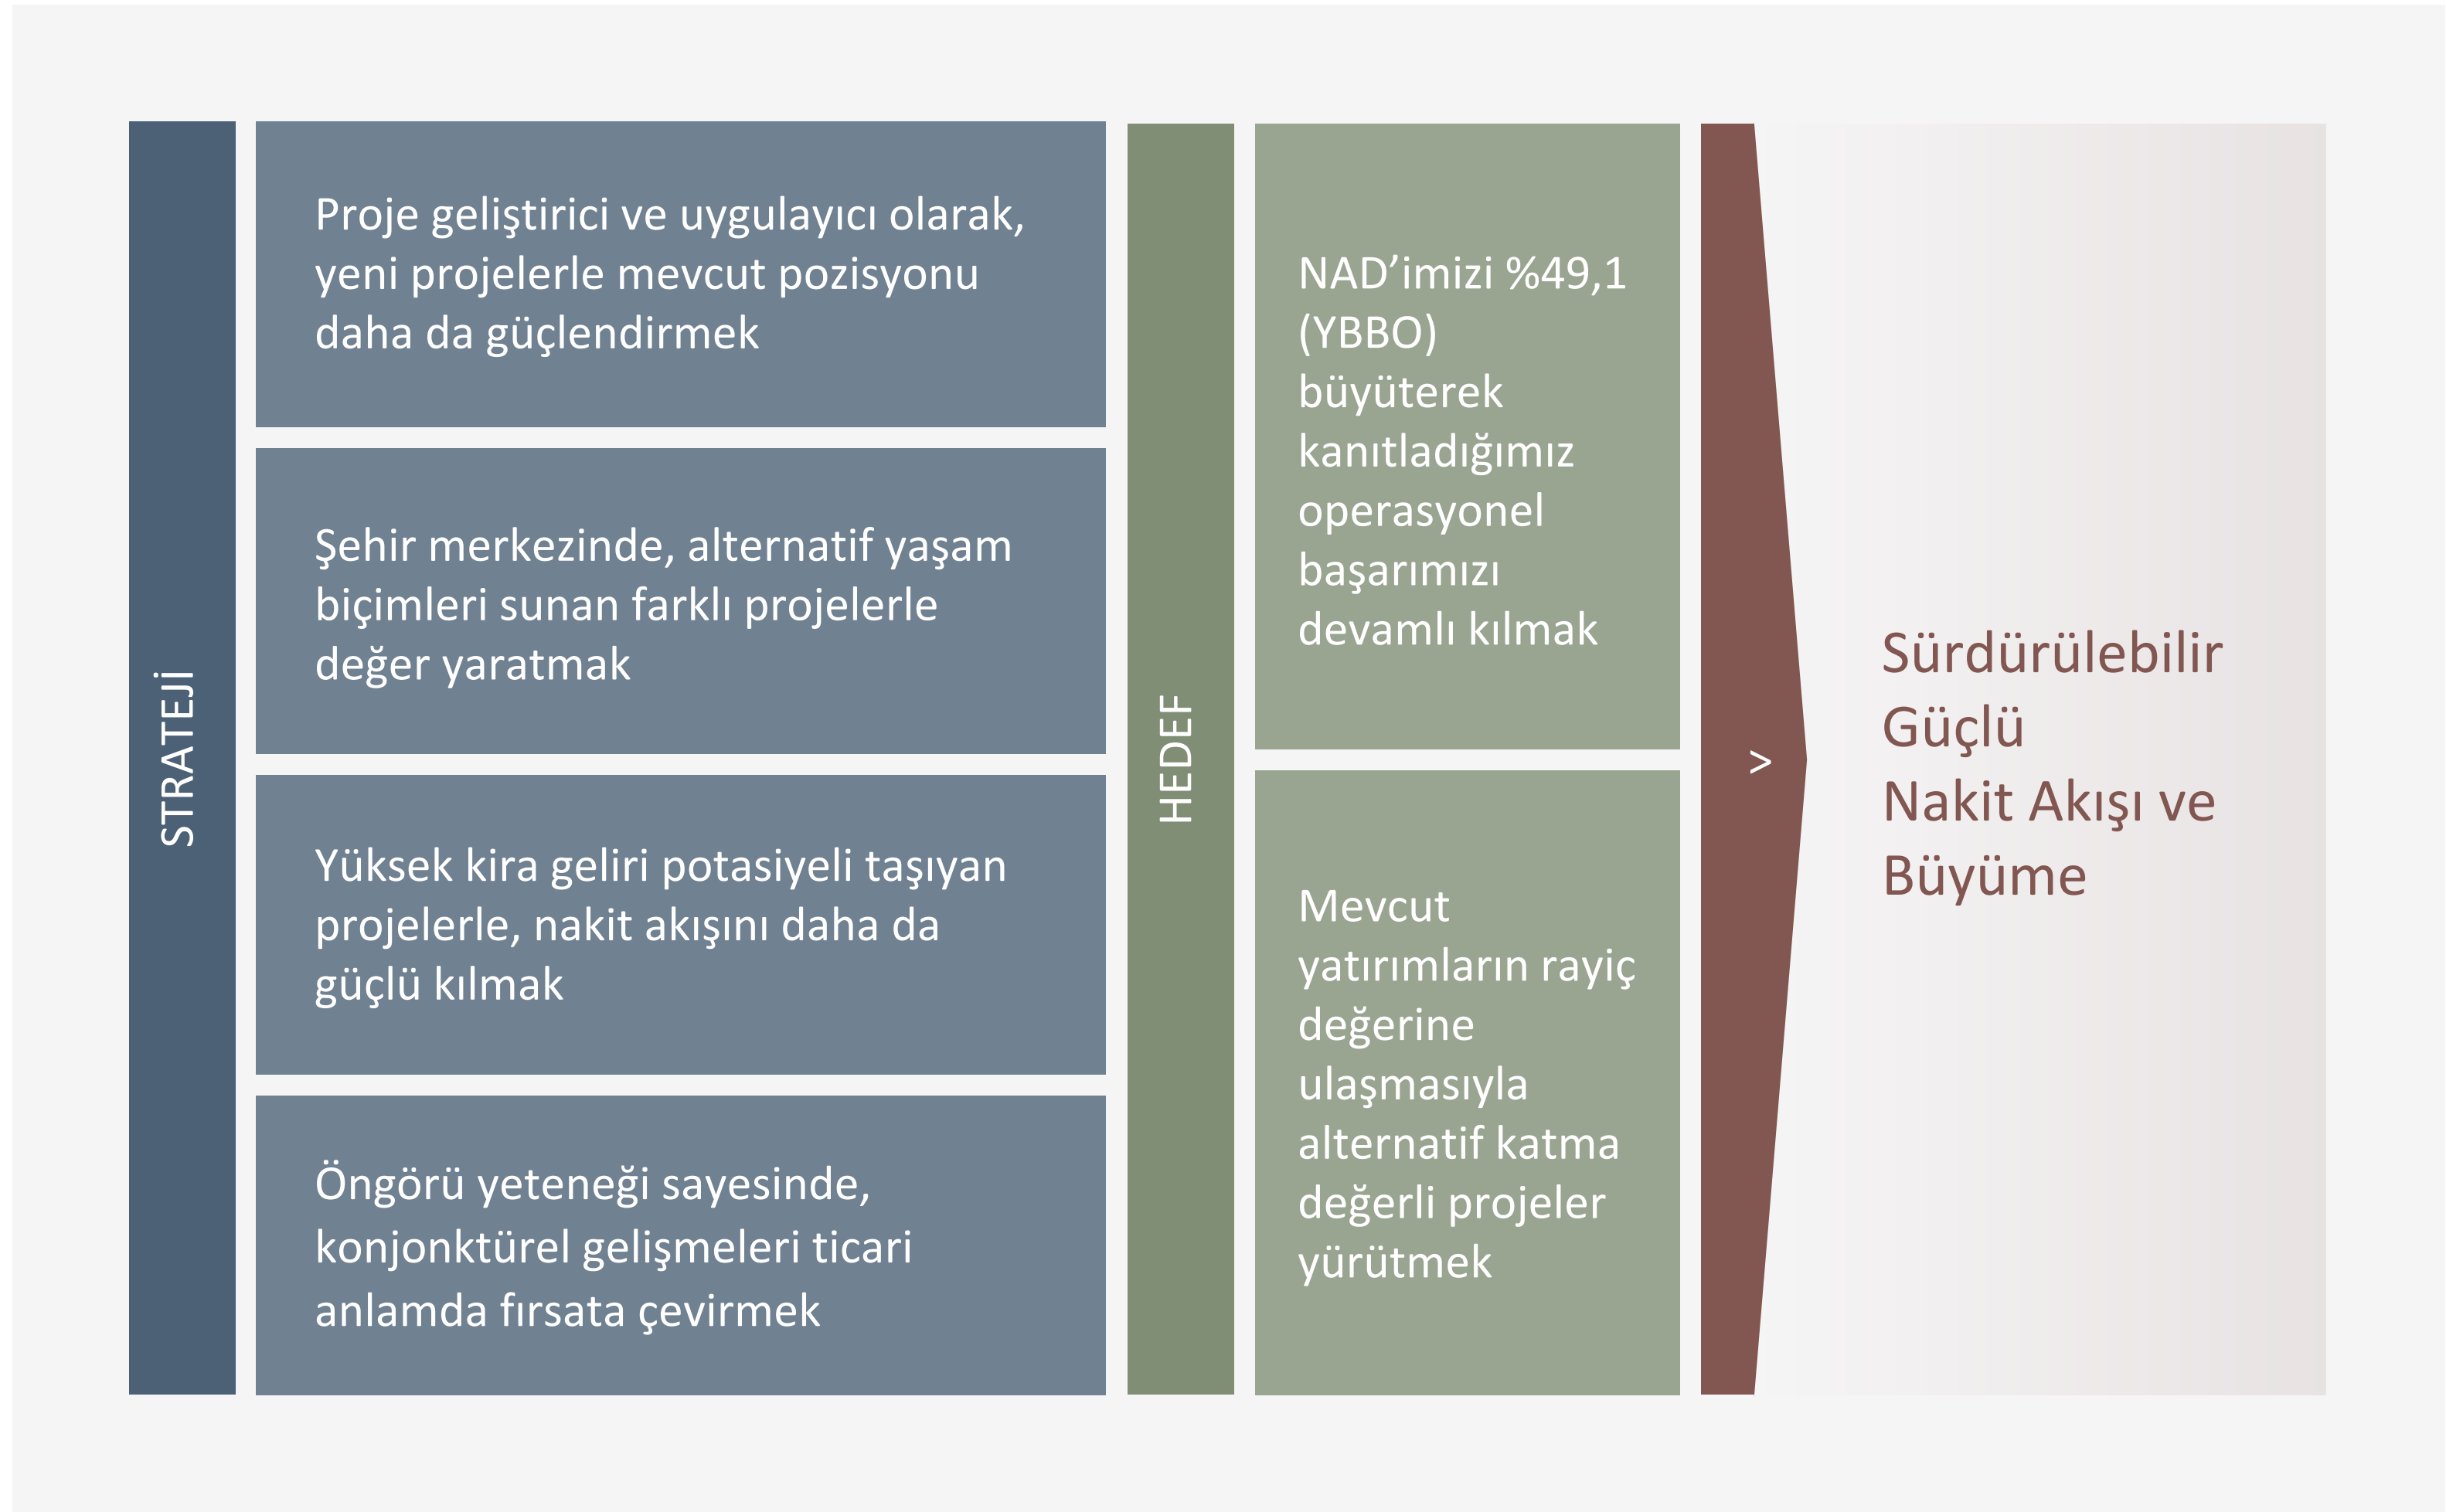 STRATEJİ
Proje geliştirici ve uygulayıcı olarak,
yeni projelerle mevcut pozisyonu
daha da güçlendirmek
Şehir merkezinde, alternatif yaşam
biçimleri sunan farklı projelerle
değer yaratmak
Yüksek kira geliri potasiyeli taşıyan
projelerle, nakit akışını daha da
güçlü kılmak
Öngörü yeteneği sayesinde,
konjonktürel gelişmeleri ticari
anlamda fırsata çevirmek
HEDEF
NAD’imizi %49,1
(YBBO)
büyüterek
kanıtladığımız
operasyonel
başarımızı
devamlı kılmak
Mevcut
yatırımların rayiç
değerine
ulaşmasıyla
alternatif katma
değerli projeler
yürütmek
>
Sürdürülebilir
Güçlü
Nakit Akışı ve
Büyüme